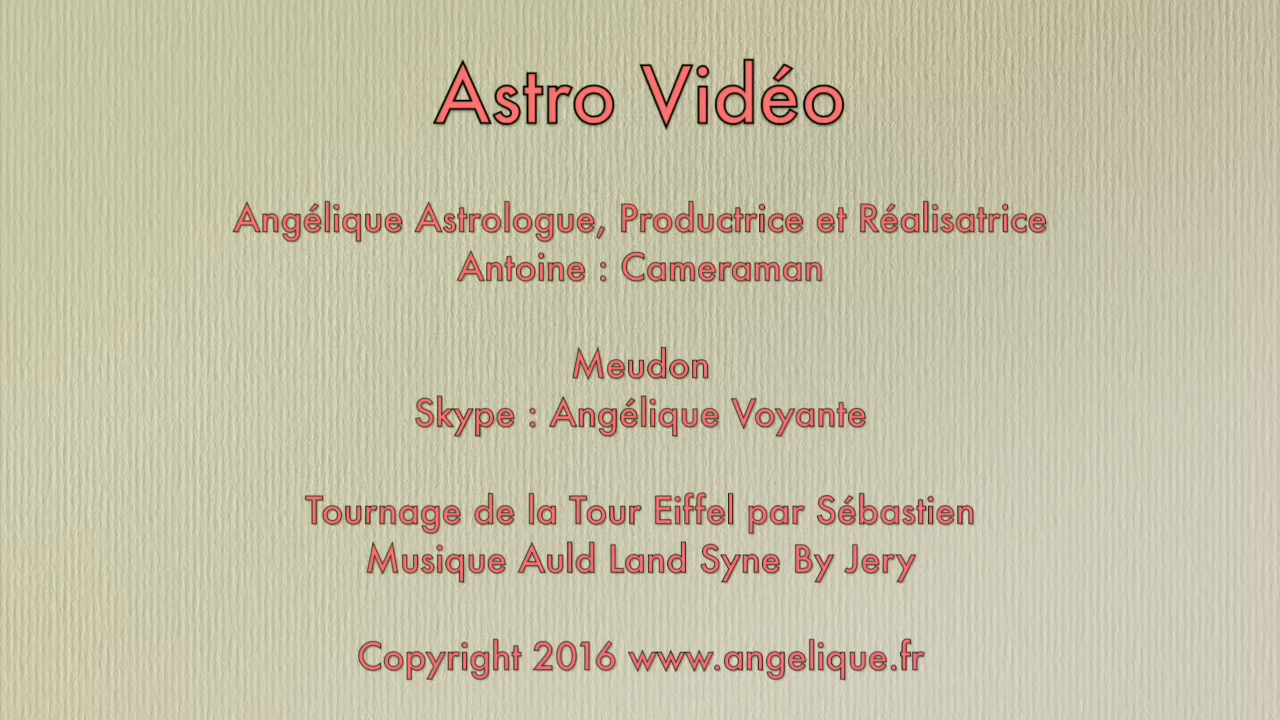 Astro Vidéo
Angélique Astrologue, Productrice et Réalisatrice
Antoine : Cameraman
Meudon
Skype : Angélique Voyante
Tournage de la Tour Eiffel par Sébastien
Musique Auld Land Syne By Jery
Copyright 2016 www.angelique.fr